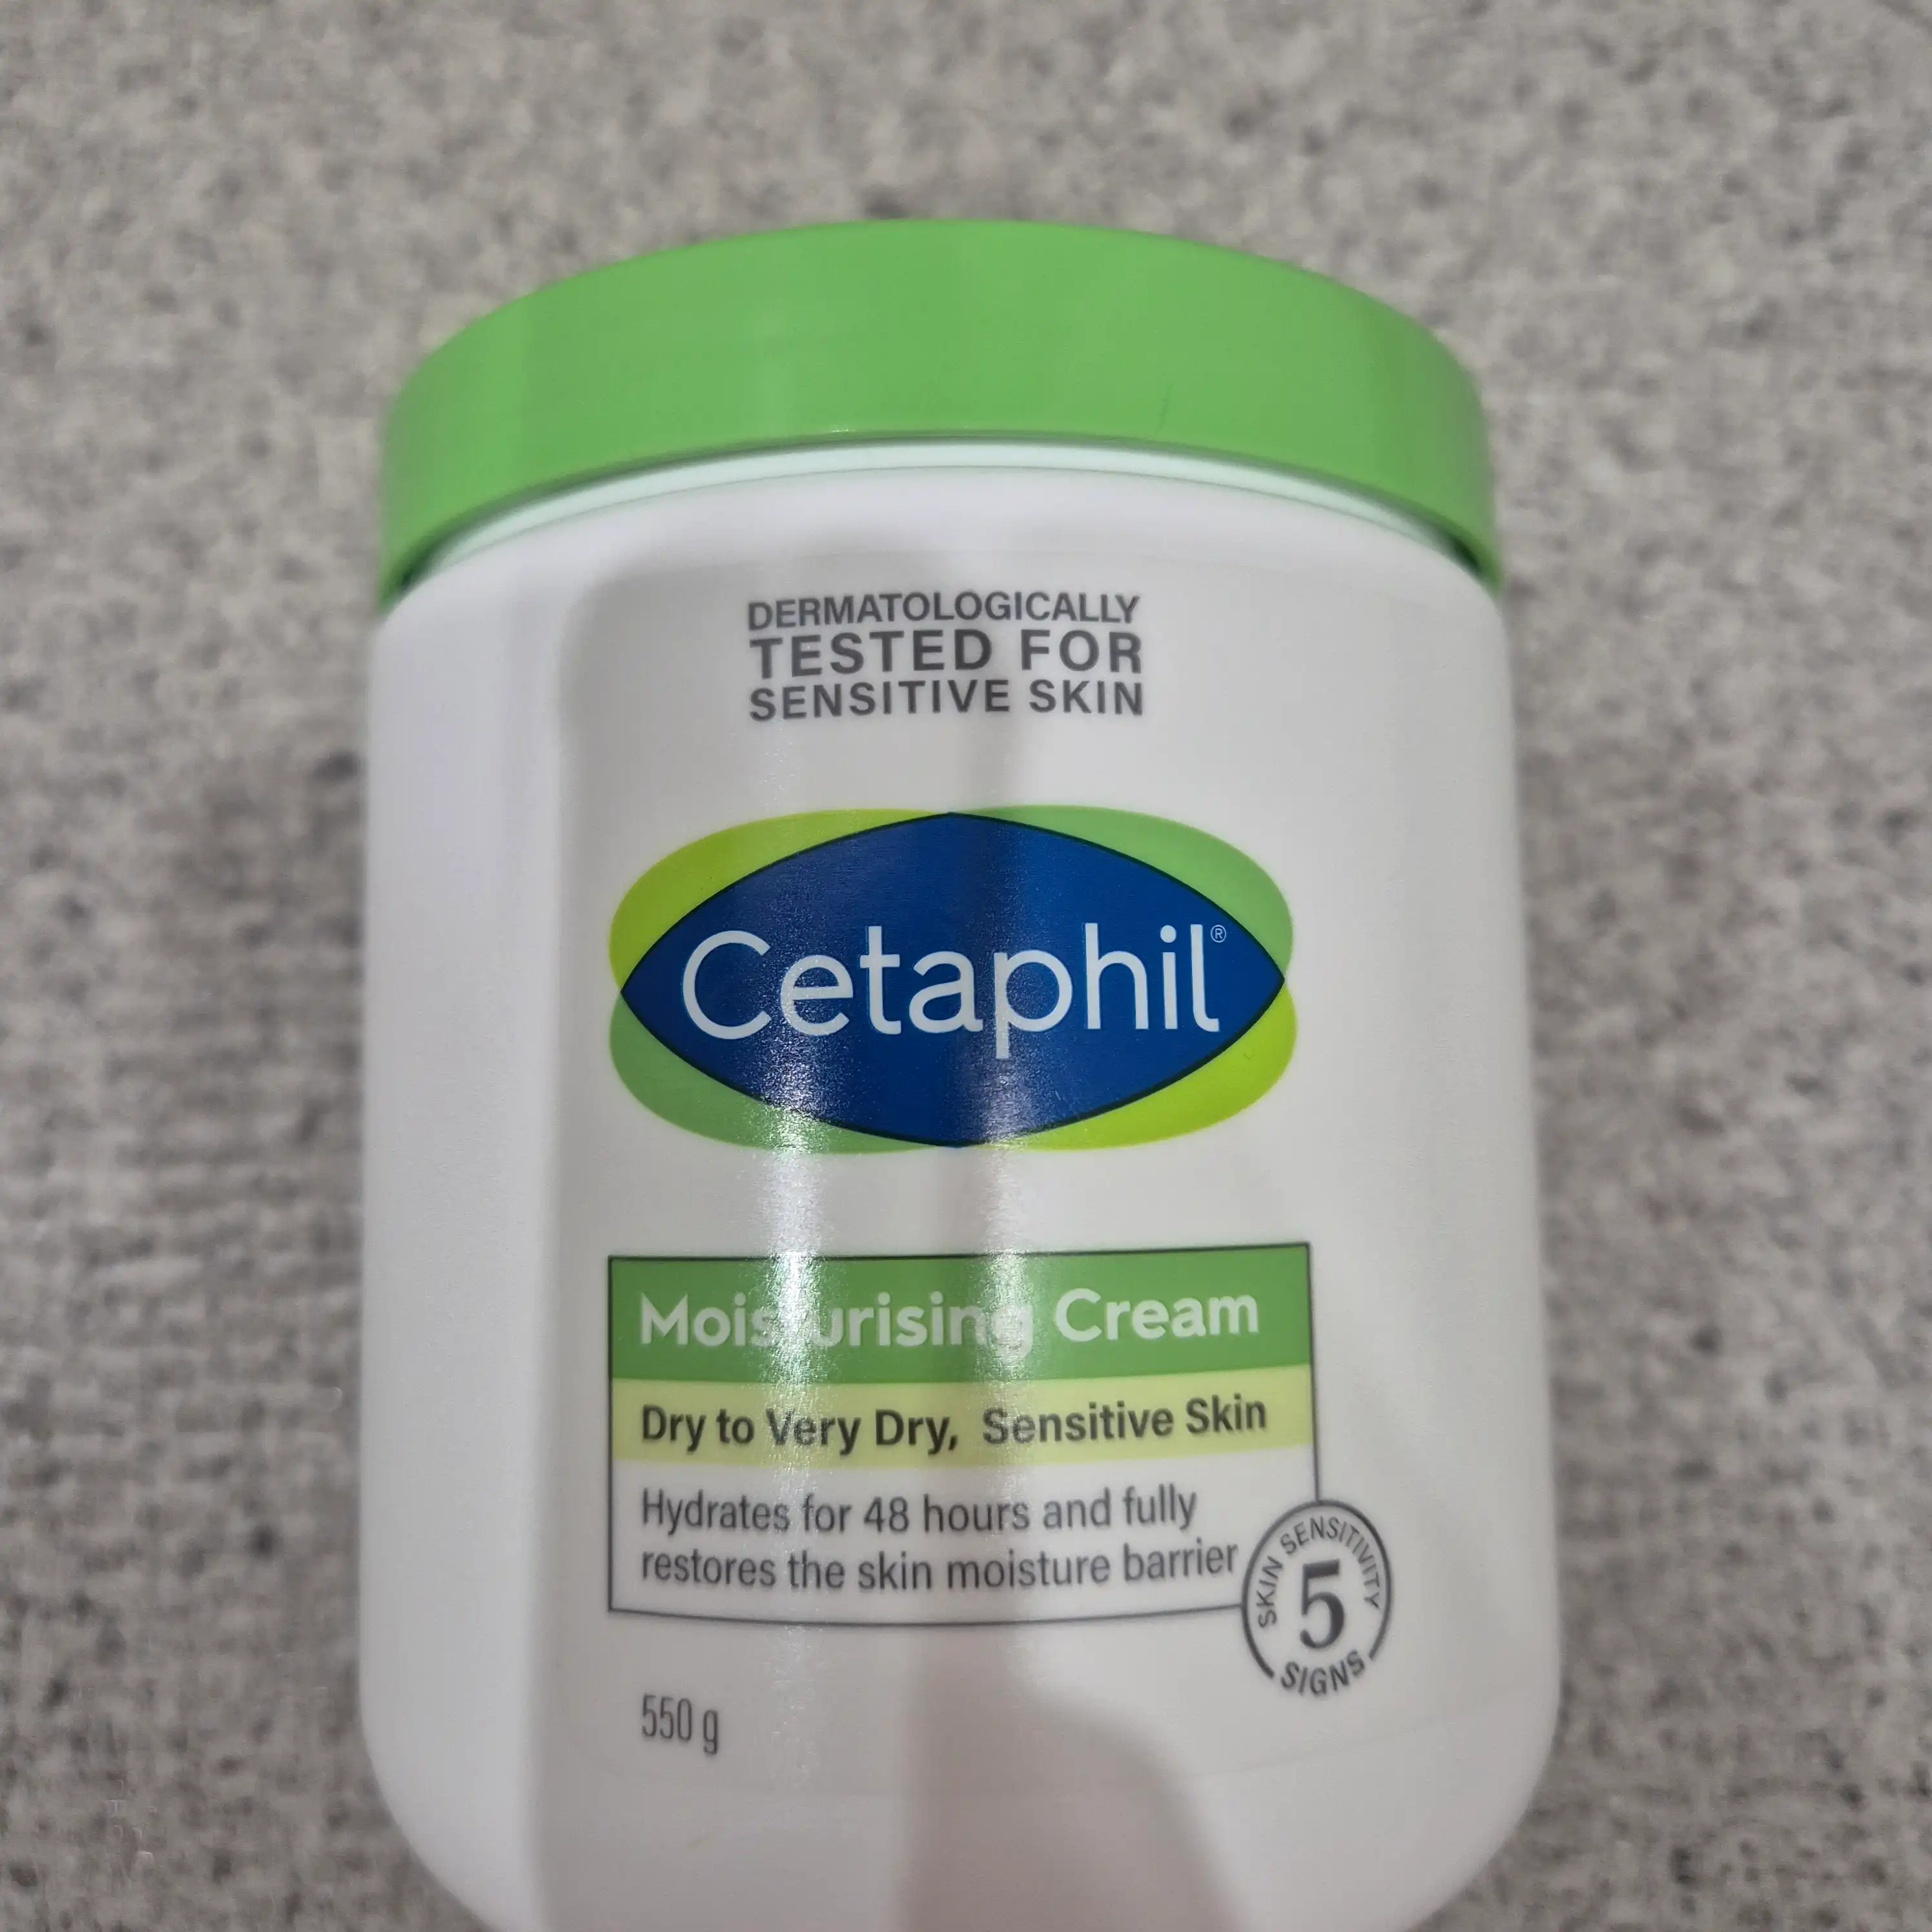 DERMATOLOGICALLY
TESTED FOR
SENSITIVE SKIN
Cetaphil®
Moisturising Cream
Dry to Very Dry, Sensitive Skin
Hydrates for 48 hours and fully
restores the skin moisture barrier
SKIN SENSITIVITY
5
SIGNS
550 g